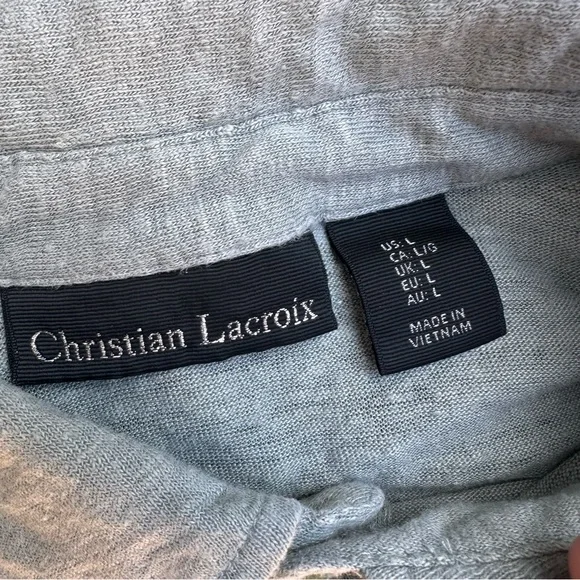 Christian Lacroix
US: L
CA: L/G
UK: L
EU: L
AU: L
MADE IN
VIETNAM